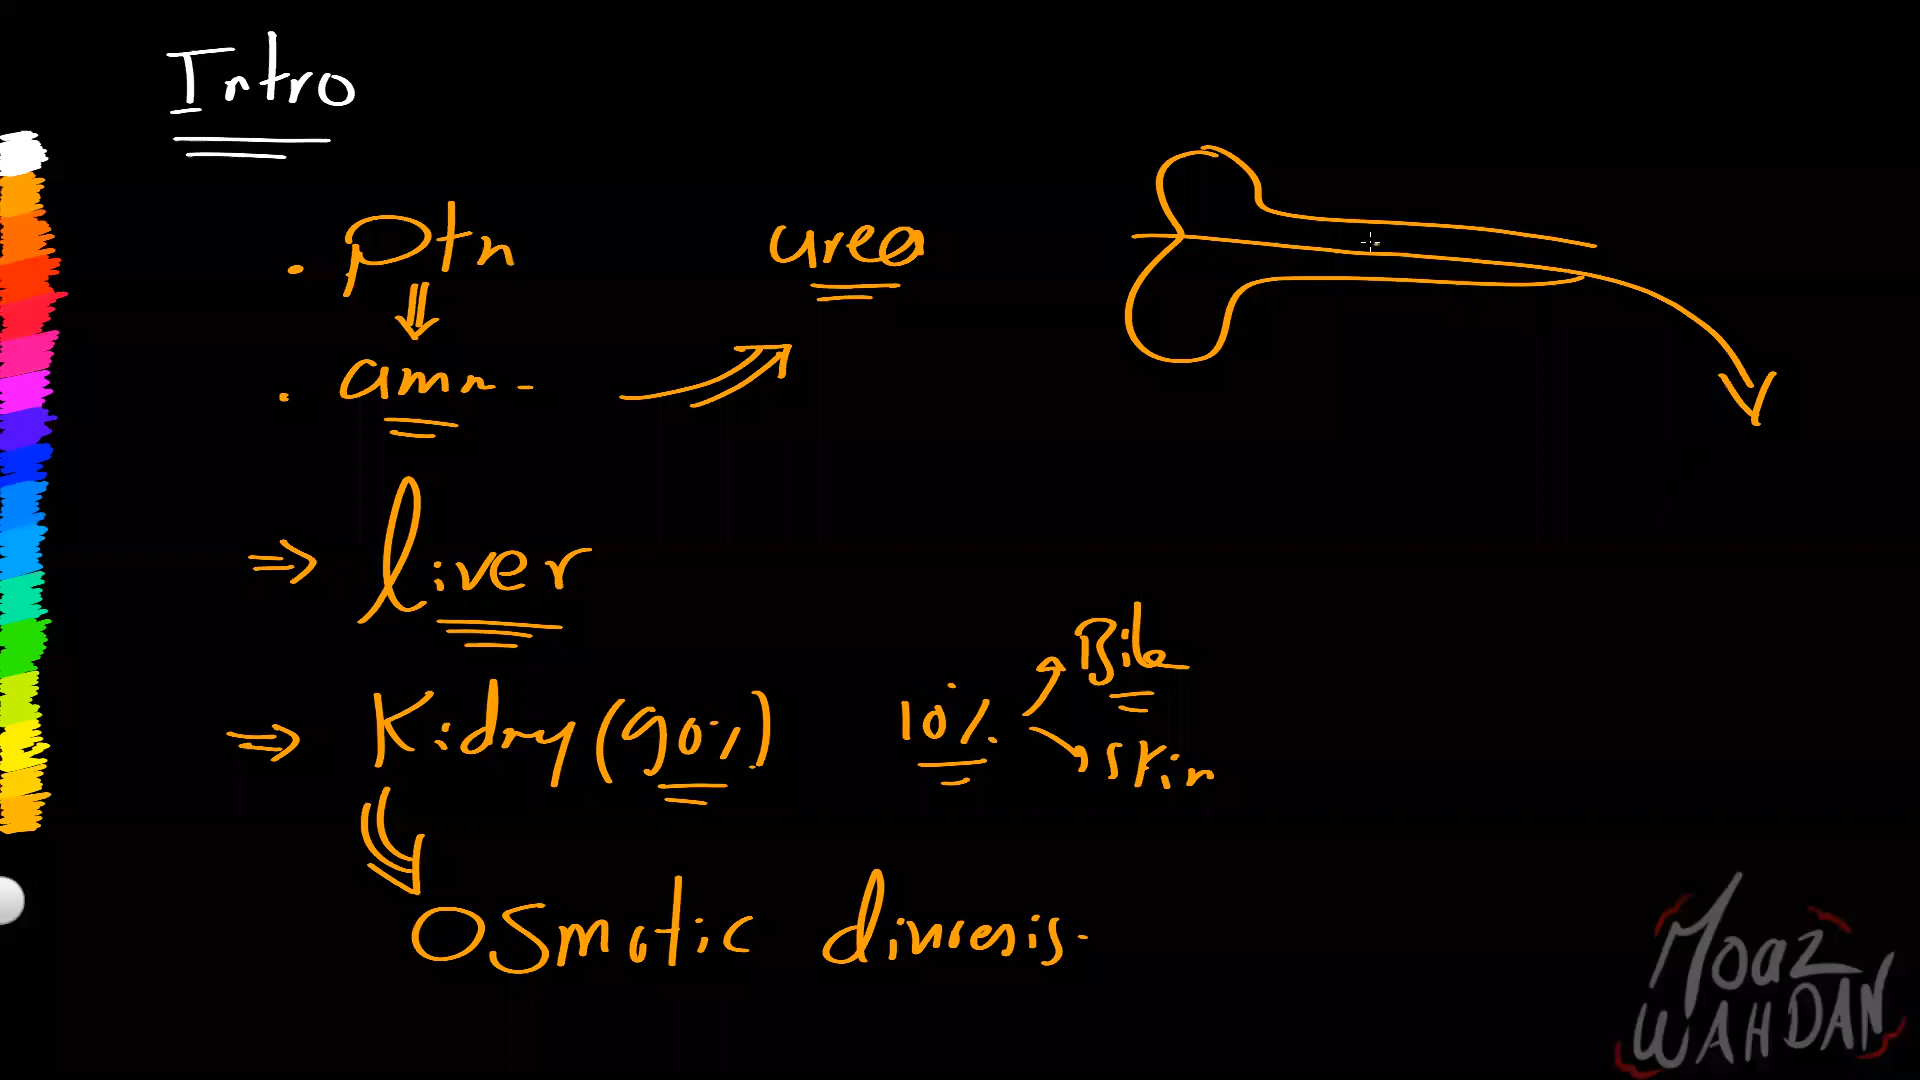 Intro
. Ptn
urea
. amn -
⇒ liver
⇒ Kidny (90%)
10%
Bile
Skin
Osmotic diuresis.
Moaz
WAHDAN